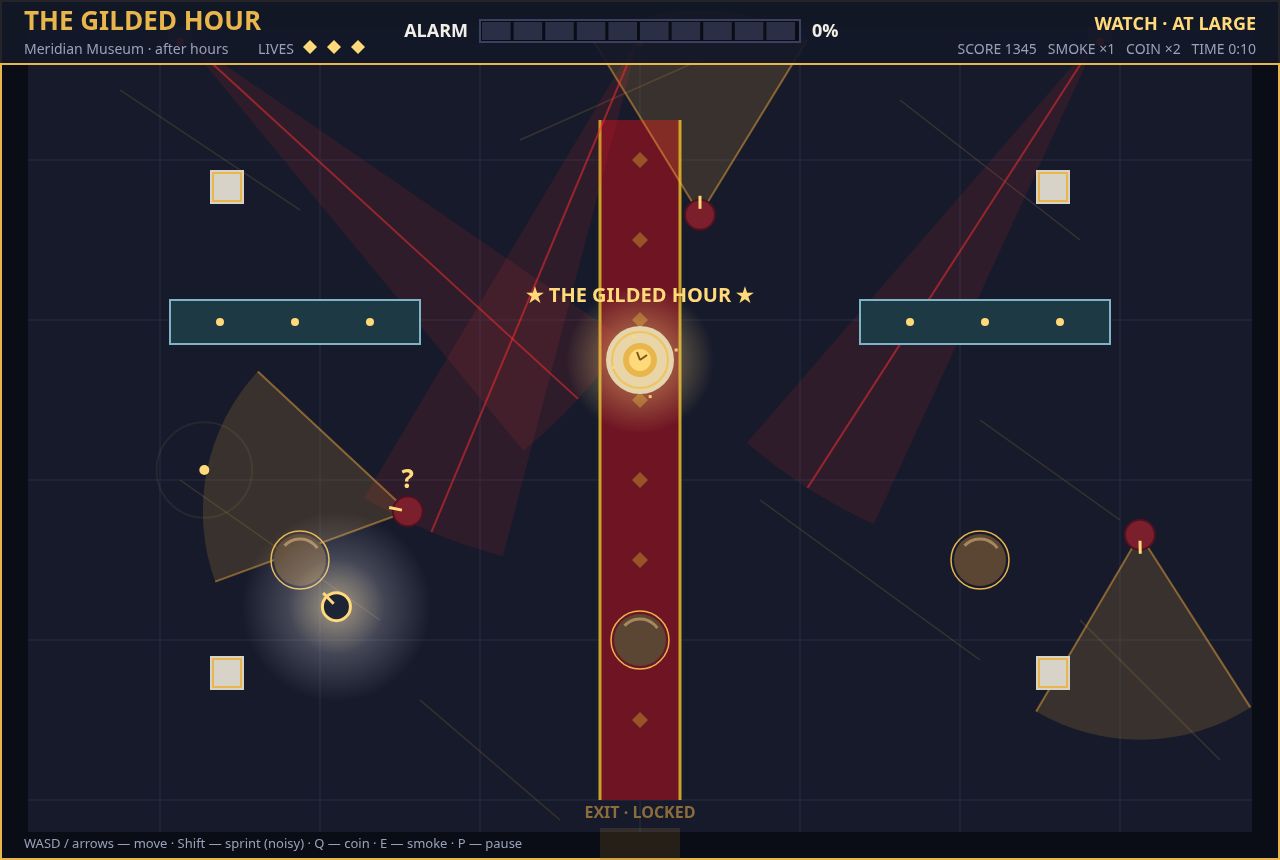 THE GILDED HOUR
Meridian Museum · after hours LIVES
ALARM 0%
WATCH · AT LARGE
SCORE 1345 SMOKE ×1 COIN ×2 TIME 0:10
★ THE GILDED HOUR ★
?
EXIT · LOCKED
WASD / arrows — move · Shift — sprint (noisy) · Q — coin · E — smoke · P — pause